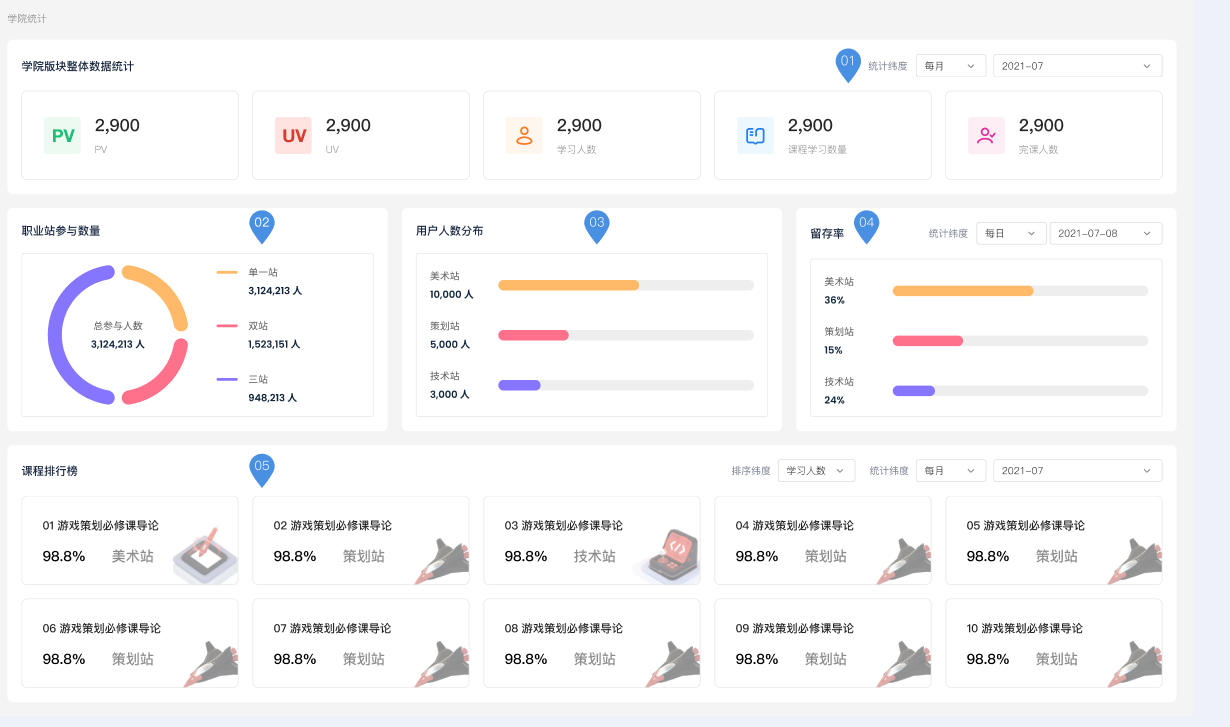 学院统计
学院版块整体数据统计
01
统计纬度
每月
2021-07
PV
2,900
PV
UV
2,900
UV
2,900
学习人数
2,900
课程学习数量
2,900
完课人数
职业站参与数量
02
总参与人数
3,124,213 人
单一站
3,124,213 人
双站
1,523,151 人
三站
948,213 人
用户人数分布
03
美术站
10,000 人
策划站
5,000 人
技术站
3,000 人
留存率
04
统计纬度
每日
2021-07-08
美术站
36%
策划站
15%
技术站
24%
课程排行榜
05
排序纬度
学习人数
统计纬度
每月
2021-07
01 游戏策划必修课导论
98.8% 美术站
02 游戏策划必修课导论
98.8% 策划站
03 游戏策划必修课导论
98.8% 技术站
04 游戏策划必修课导论
98.8% 策划站
05 游戏策划必修课导论
98.8% 策划站
06 游戏策划必修课导论
98.8% 策划站
07 游戏策划必修课导论
98.8% 策划站
08 游戏策划必修课导论
98.8% 策划站
09 游戏策划必修课导论
98.8% 策划站
10 游戏策划必修课导论
98.8% 策划站